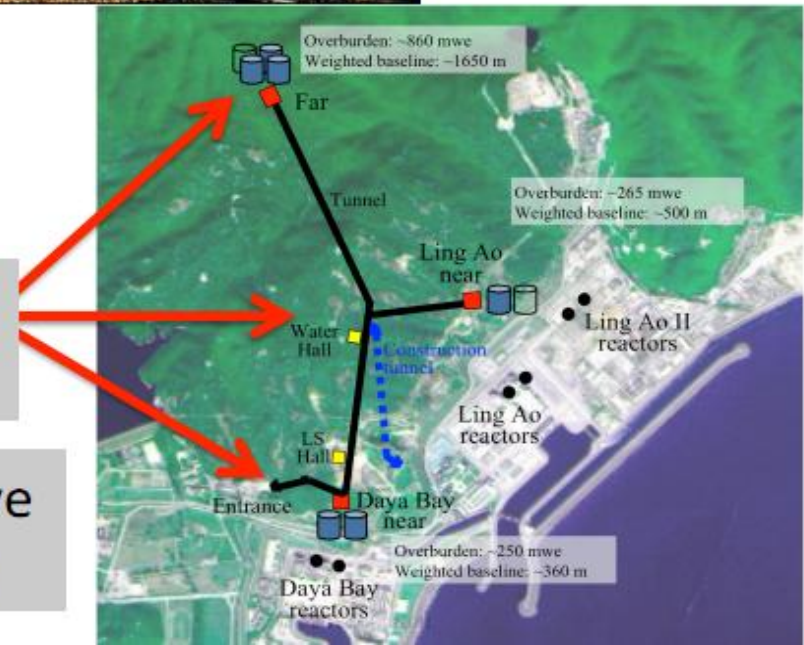 Overburden: ~860 mwe
Weighted baseline: ~1650 m
Far
Tunnel
Overburden: ~265 mwe
Weighted baseline: ~500 m
Ling Ao
near
Ling Ao II
reactors
Water
Hall
Construction
tunnel
Ling Ao
reactors
LS
Hall
Entrance
Daya Bay
near
Overburden: ~250 mwe
Weighted baseline: ~360 m
Daya Bay
reactors